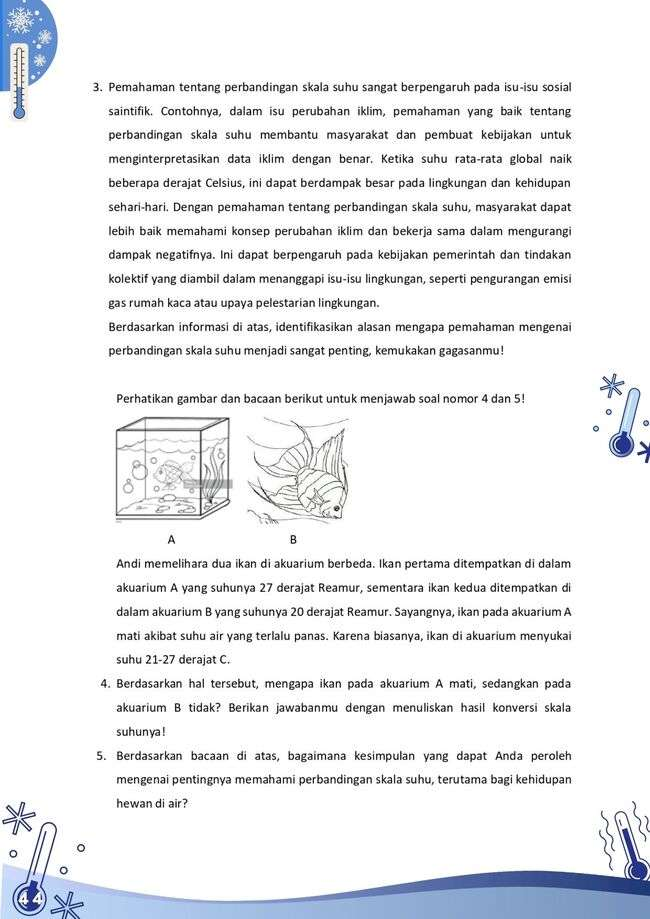 3. Pemahaman tentang perbandingan skala suhu sangat berpengaruh pada isu-isu sosial
saintifik. Contohnya, dalam isu perubahan iklim, pemahaman yang baik tentang
perbandingan skala suhu membantu masyarakat dan pembuat kebijakan untuk
menginterpretasikan data iklim dengan benar. Ketika suhu rata-rata global naik
beberapa derajat Celsius, ini dapat berdampak besar pada lingkungan dan kehidupan
sehari-hari. Dengan pemahaman tentang perbandingan skala suhu, masyarakat dapat
lebih baik memahami konsep perubahan iklim dan bekerja sama dalam mengurangi
dampak negatifnya. Ini dapat berpengaruh pada kebijakan pemerintah dan tindakan
kolektif yang diambil dalam menanggapi isu-isu lingkungan, seperti pengurangan emisi
gas rumah kaca atau upaya pelestarian lingkungan.
Berdasarkan informasi di atas, identifikasikan alasan mengapa pemahaman mengenai
perbandingan skala suhu menjadi sangat penting, kemukakan gagasanmu!
Perhatikan gambar dan bacaan berikut untuk menjawab soal nomor 4 dan 5!
A B
Andi memelihara dua ikan di akuarium berbeda. Ikan pertama ditempatkan di dalam
akuarium A yang suhunya 27 derajat Reamur, sementara ikan kedua ditempatkan di
dalam akuarium B yang suhunya 20 derajat Reamur. Sayangnya, ikan pada akuarium A
mati akibat suhu air yang terlalu panas. Karena biasanya, ikan di akuarium menyukai
suhu 21-27 derajat C.
4. Berdasarkan hal tersebut, mengapa ikan pada akuarium A mati, sedangkan pada
akuarium B tidak? Berikan jawabanmu dengan menuliskan hasil konversi skala
suhunya!
5. Berdasarkan bacaan di atas, bagaimana kesimpulan yang dapat Anda peroleh
mengenai pentingnya memahami perbandingan skala suhu, terutama bagi kehidupan
hewan di air?
44